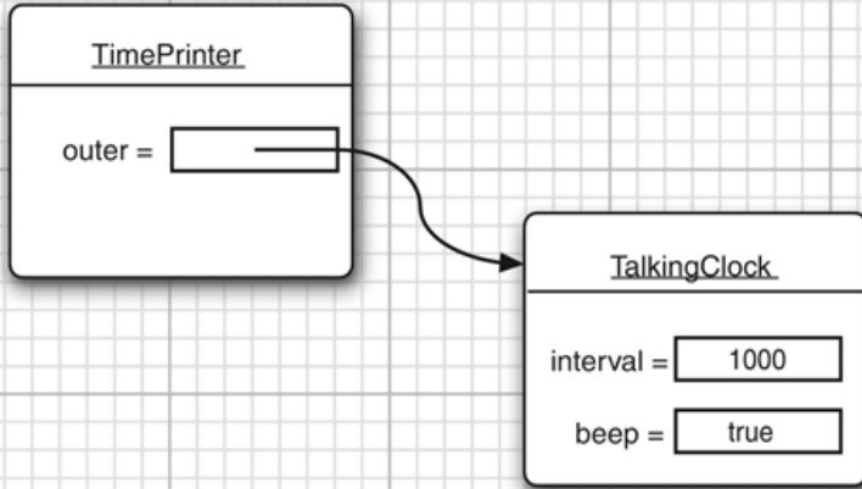 TimePrinter
outer =
TalkingClock
interval = 1000
beep = true